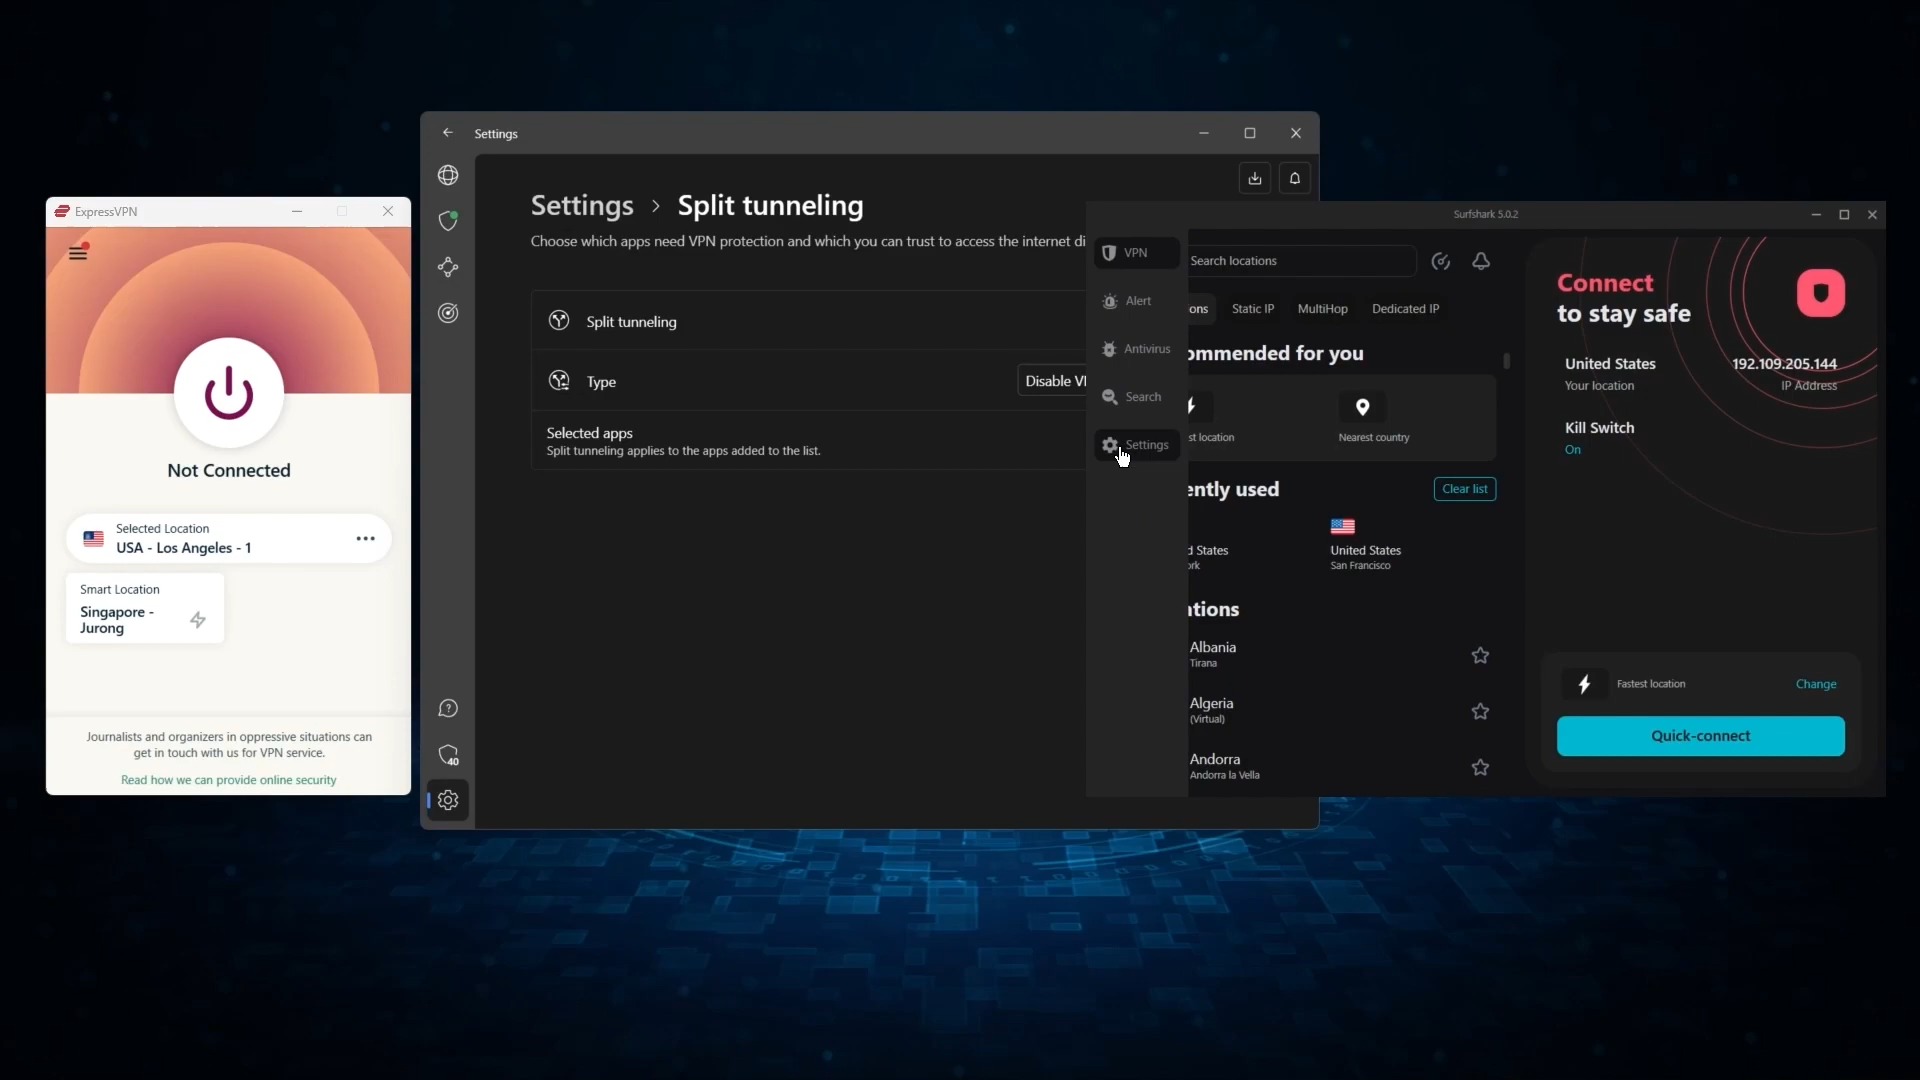 ExpressVPN
Not Connected
Selected Location
USA - Los Angeles - 1
Smart Location
Singapore -
Jurong
Journalists and organizers in oppressive situations can
get in touch with us for VPN service.
Read how we can provide online security
Settings
Settings > Split tunneling
Choose which apps need VPN protection and which you can trust to access the internet di
Split tunneling
Type
Disable VI
Selected apps
Split tunneling applies to the apps added to the list.
40
Surfshark 5.0.2
VPN
Alert
Antivirus
Search
Settings
Search locations
ons
Static IP
MultiHop
Dedicated IP
ommended for you
st location
Nearest country
ently used
Clear list
d States
ork
United States
San Francisco
ations
Albania
Tirana
Algeria
(Virtual)
Andorra
Andorra la Vella
Connect
to stay safe
United States
192.109.205.144
Your location
IP Address
Kill Switch
On
Fastest location
Change
Quick-connect